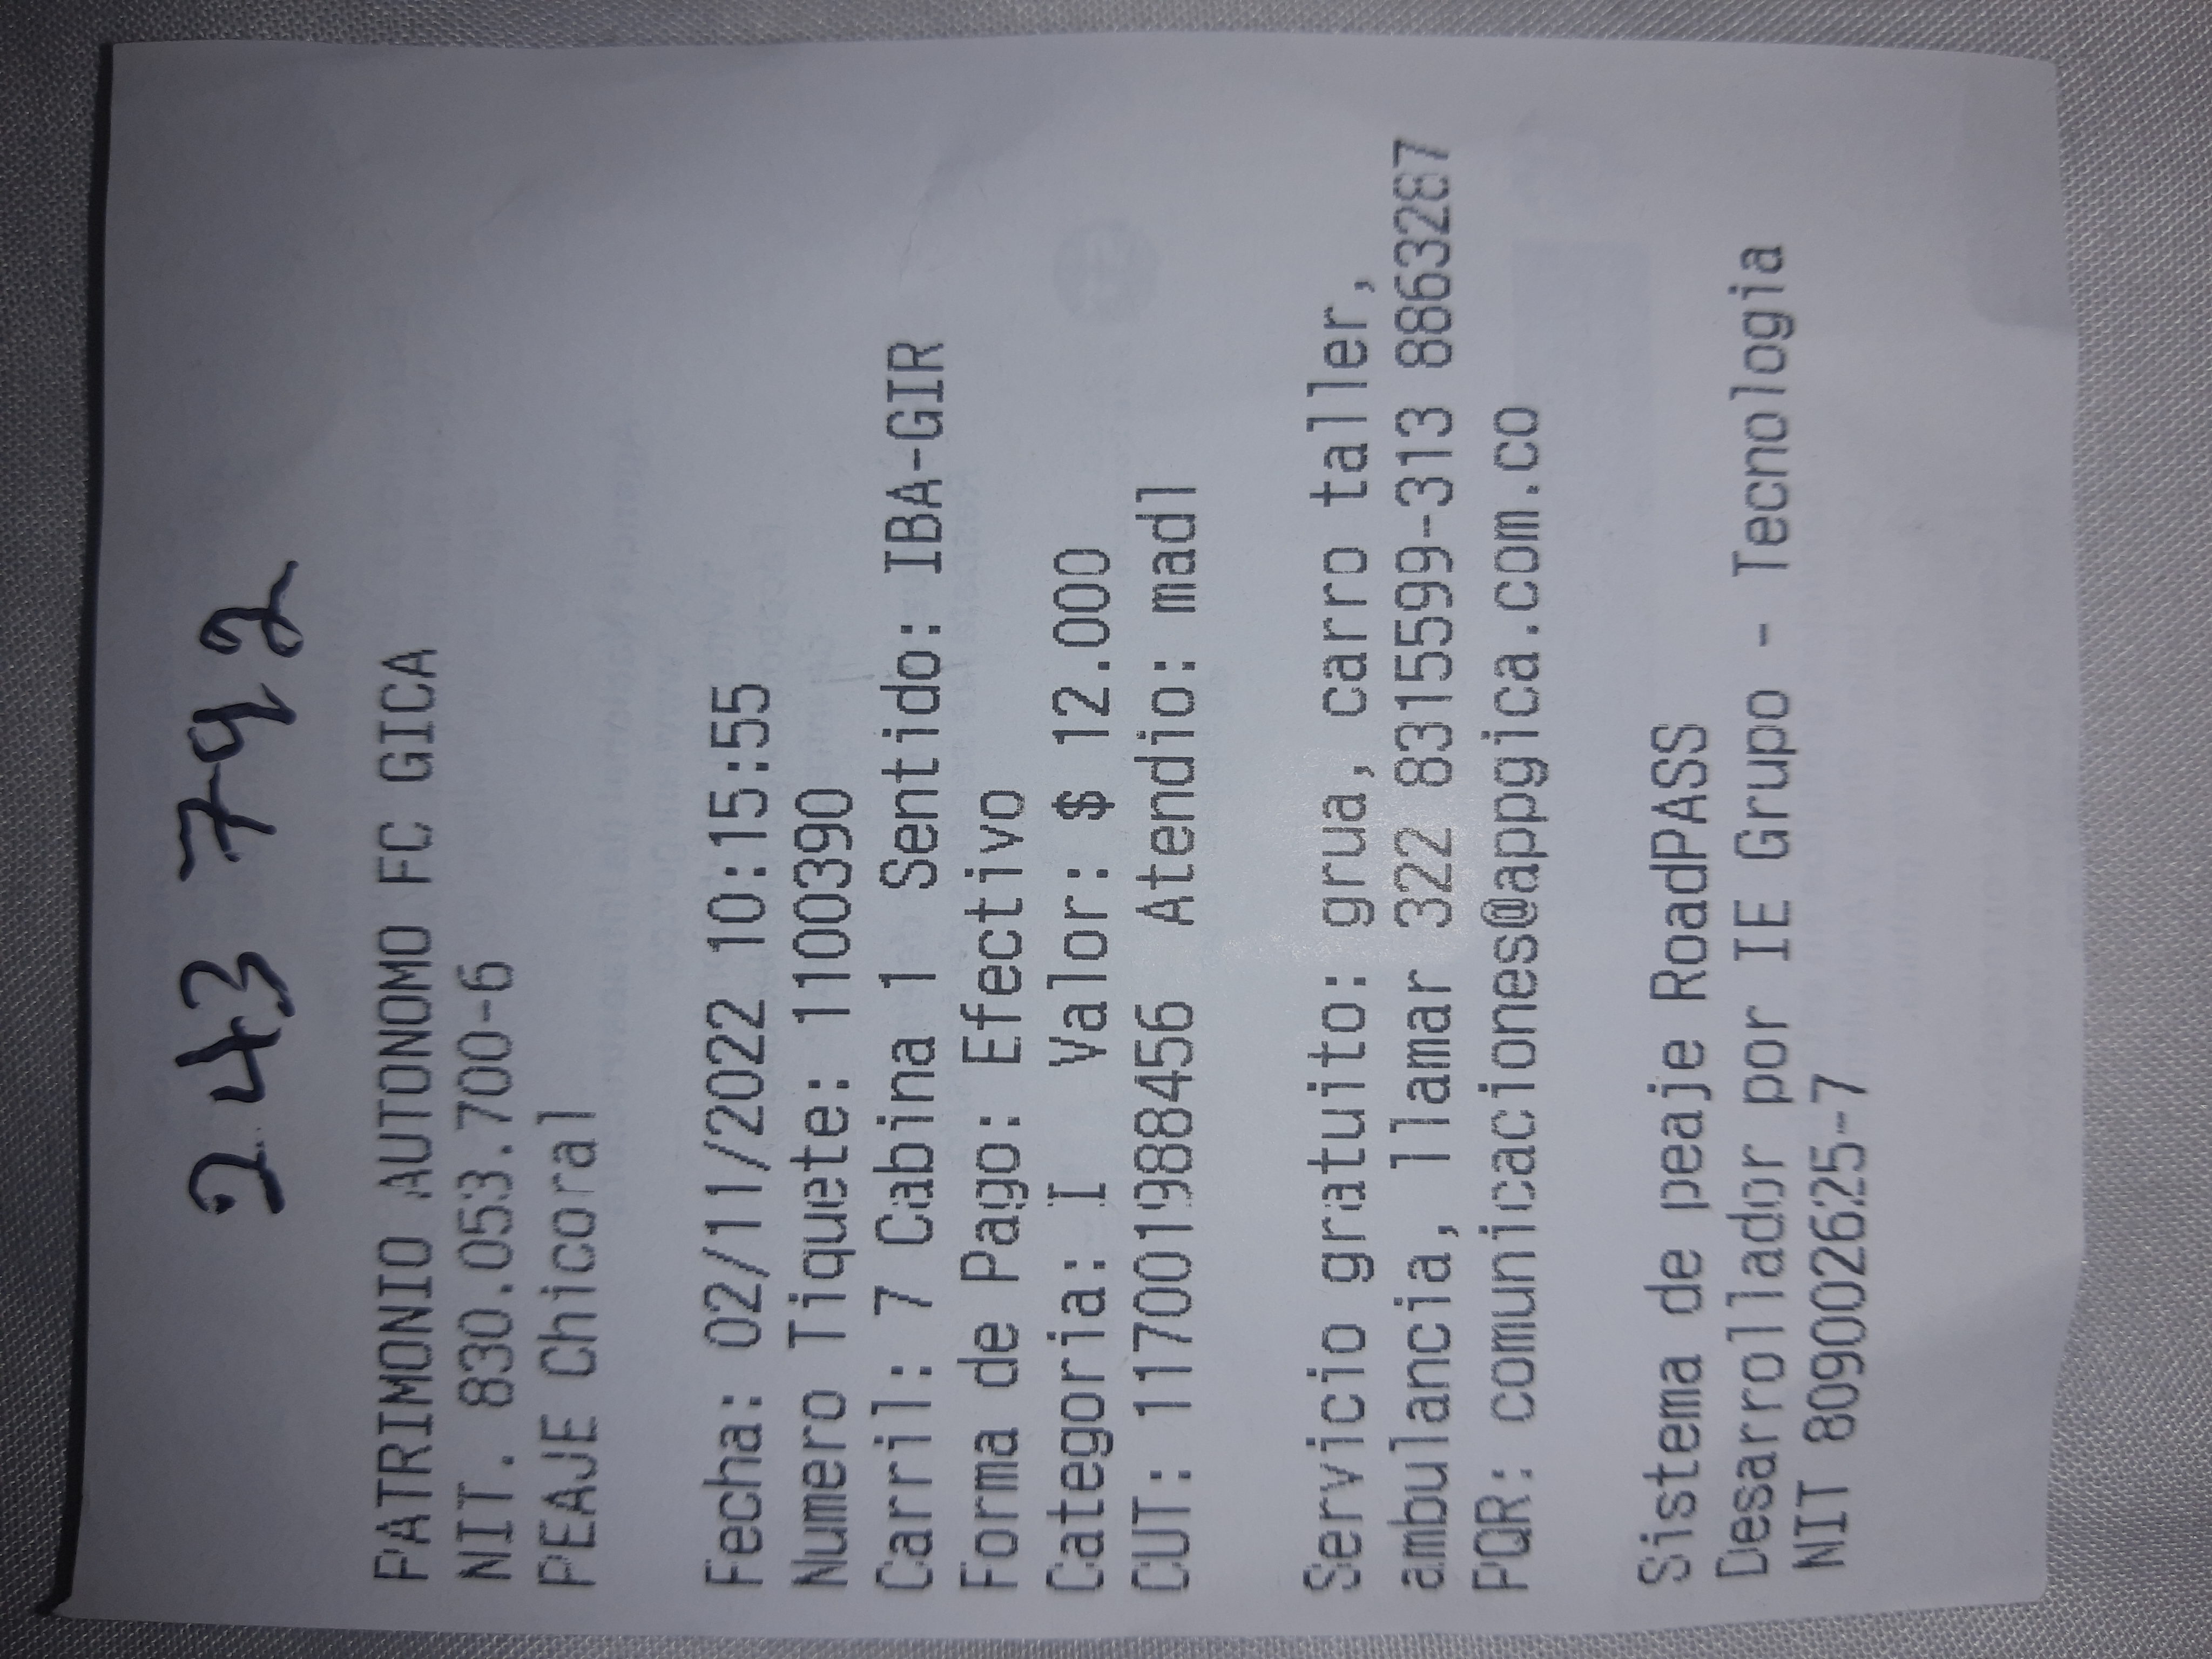 243 792
PATRIMONIO AUTONOMO FC GICA
NIT. 830.053.700-6
PEAJE Chicoral
Fecha: 02/11/2022 10:15:55
Numero Tiquete: 1100390
Carril: 7 Cabina 1 Sentido: IBA-GIR
Forma de Pago: Efectivo
Categoria: I Valor: $ 12.000
CUT: 11700198456 Atendio: madl
Servicio gratuito: grua, carro taller,
ambulancia, llamar 322 8315599-313 8863287
PQR: comunicaciones@appgica.com.co
Sistema de peaje RoadPASS
Desarrollador por IE Grupo - Tecnologia
NIT 809002625-7